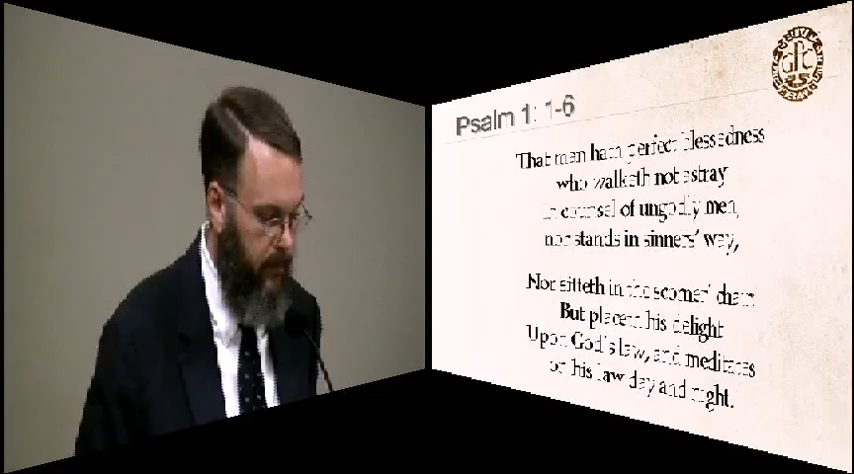 Psalm 1: 1-6
That man hath perfect blessedness
who walketh not astray
in counsel of ungodly men,
nor stands in sinners' way,
Nor sitteth in the scorner' chair:
But placeth his delight
Upon God's law, and meditates
on his law day and night.
GPC